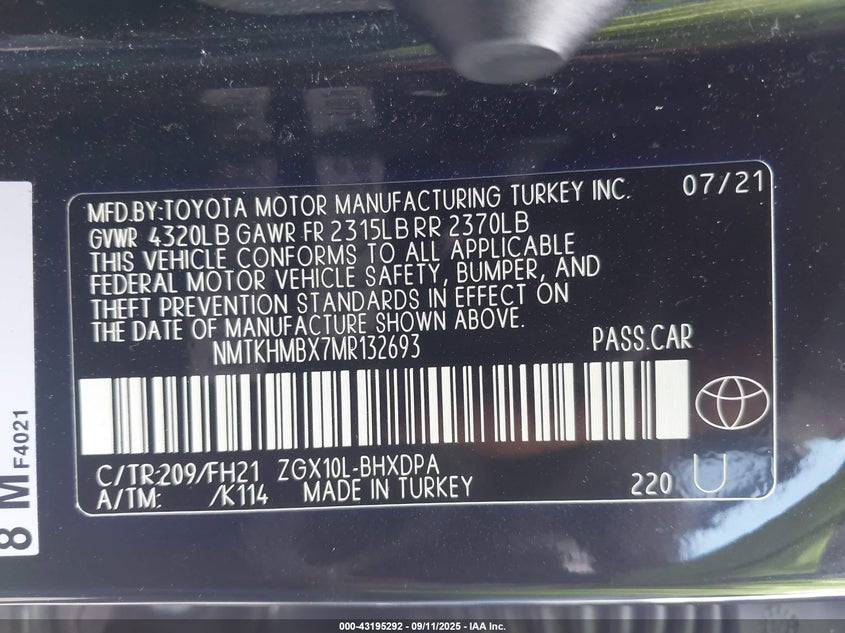 MFD.BY:TOYOTA MOTOR MANUFACTURING TURKEY INC. 07/21
GVWR 4320LB GAWR FR 2315LB RR 2370LB
THIS VEHICLE CONFORMS TO ALL APPLICABLE
FEDERAL MOTOR VEHICLE SAFETY, BUMPER, AND
THEFT PREVENTION STANDARDS IN EFFECT ON
THE DATE OF MANUFACTURE SHOWN ABOVE.
NMTKHMBX7MR132693 PASS.CAR
C/TR:209/FH21 ZGX10L-BHXDPA
A/TM: /K114 MADE IN TURKEY 220 U
8 M F4021
000-43195292 - 09/11/2025 - IAA Inc.